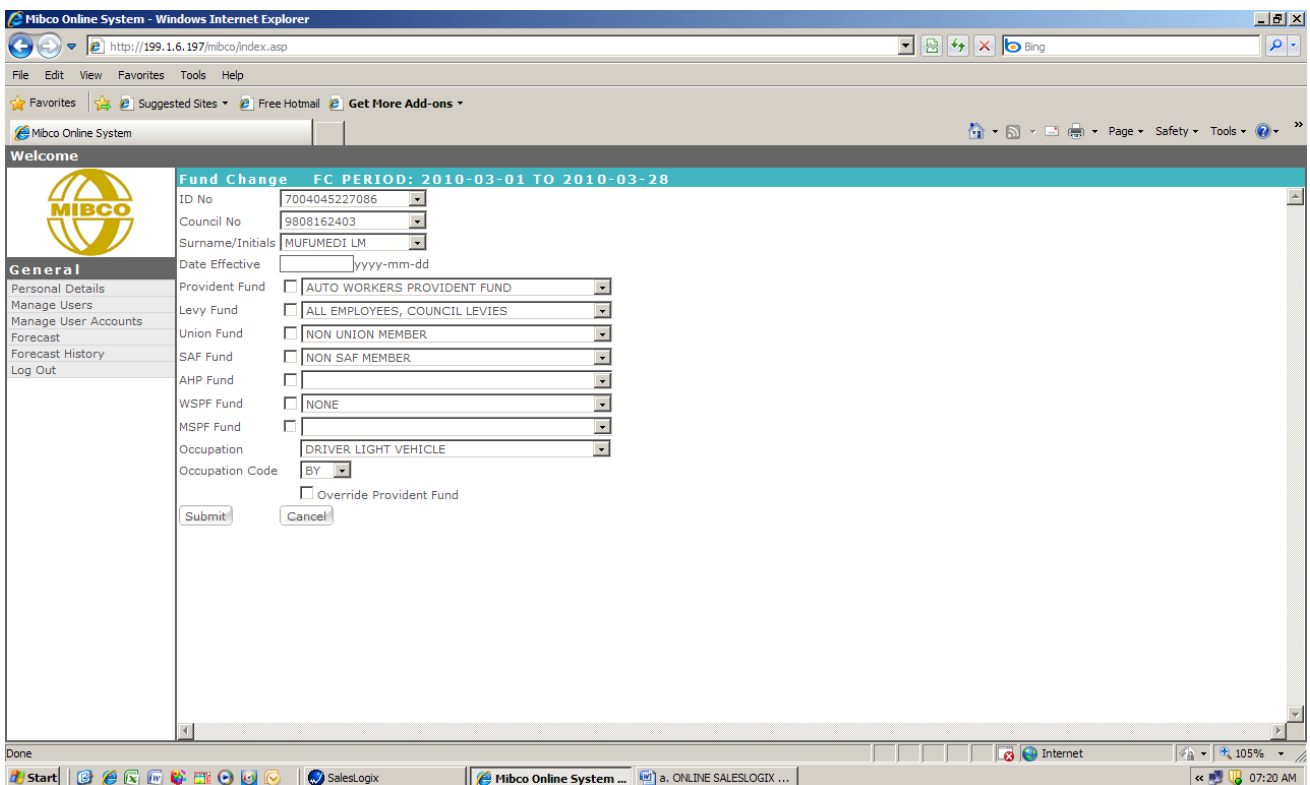 Mibco Online System - Windows Internet Explorer
http://199.1.6.197/mibco/index.asp
Bing
File Edit View Favorites Tools Help
Favorites Suggested Sites Free Hotmail Get More Add-ons
Mibco Online System
Page Safety Tools
Welcome
MIBCO
General
Personal Details
Manage Users
Manage User Accounts
Forecast
Forecast History
Log Out
Fund Change FC PERIOD: 2010-03-01 TO 2010-03-28
ID No 7004045227086
Council No 9808162403
Surname/Initials MUFUMEDI LM
Date Effective yyyy-mm-dd
Provident Fund AUTO WORKERS PROVIDENT FUND
Levy Fund ALL EMPLOYEES, COUNCIL LEVIES
Union Fund NON UNION MEMBER
SAF Fund NON SAF MEMBER
AHP Fund
WSPF Fund NONE
MSPF Fund
Occupation DRIVER LIGHT VEHICLE
Occupation Code BY
Override Provident Fund
Submit Cancel
Done Internet 105%
Start SalesLogix Mibco Online System ... a. ONLINE SALESLOGIX ... 07:20 AM